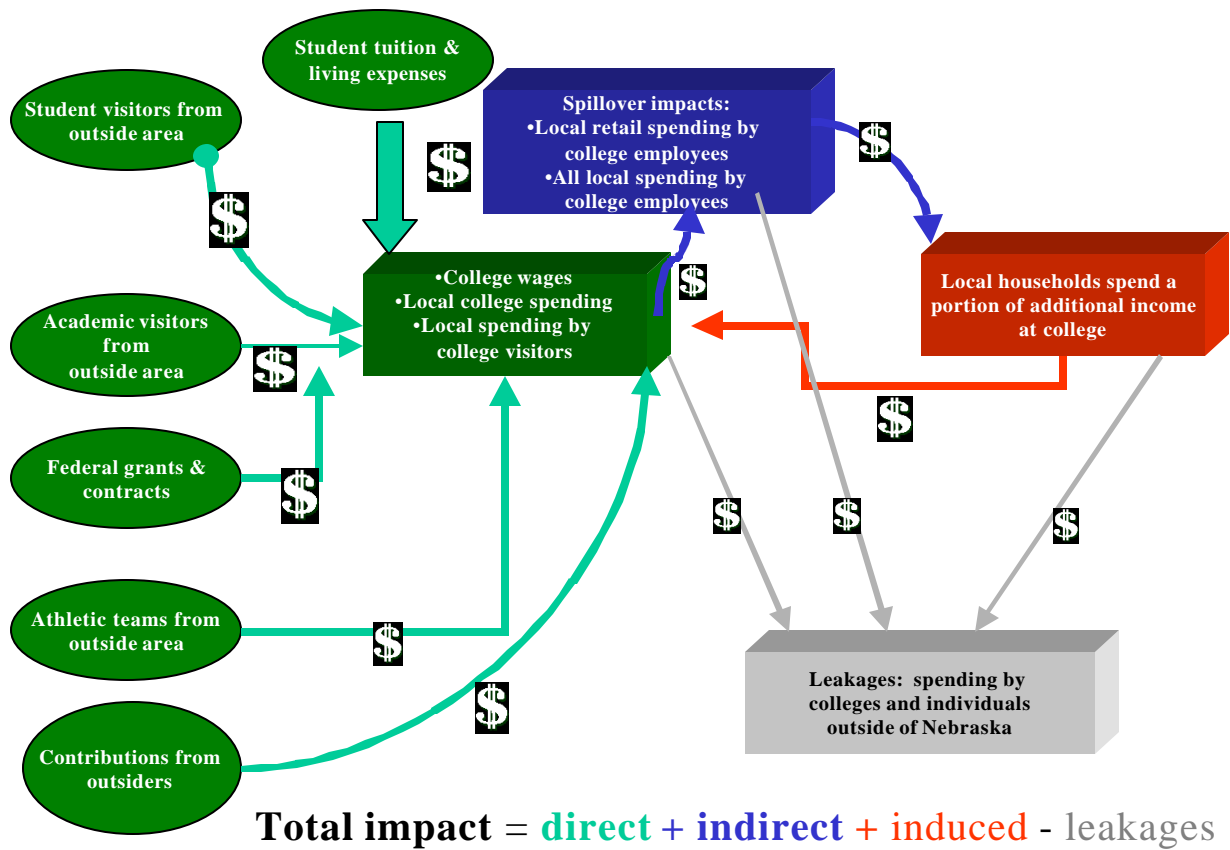 Student tuition &
living expenses
Student visitors from
outside area
Spillover impacts:
•Local retail spending by
college employees
•All local spending by
college employees
$
$
$
•College wages
•Local college spending
•Local spending by
college visitors
$
Local households spend a
portion of additional income
at college
Academic visitors
from
outside area
$
$
Federal grants &
contracts
$
$
$
$
Athletic teams from
outside area
$
Leakages: spending by
colleges and individuals
outside of Nebraska
$
Contributions from
outsiders
Total impact = direct + indirect + induced - leakages